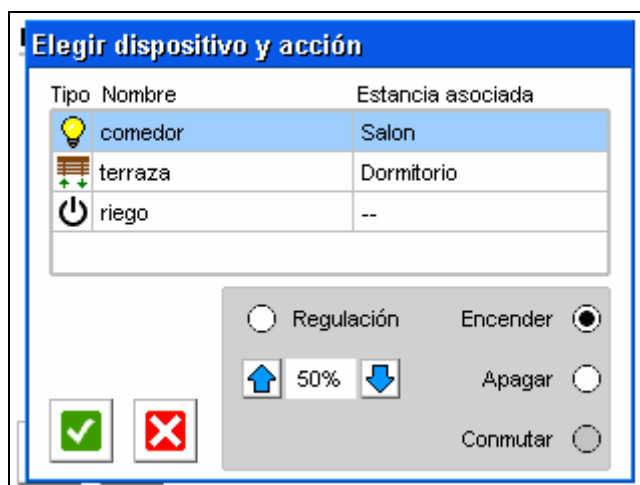 Elegir dispositivo y acción
Tipo Nombre Estancia asociada
comedor Salon
terraza Dormitorio
riego --
Regulación Encender
50% Apagar
Conmutar